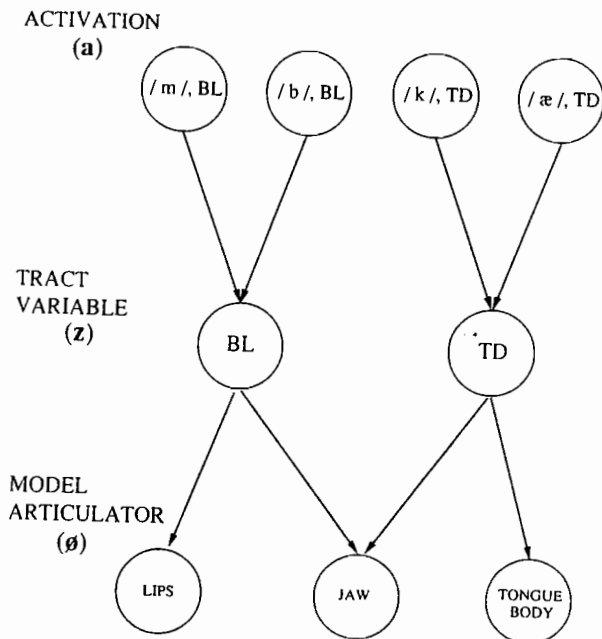 ACTIVATION
(a)
/ m /, BL
/ b /, BL
/ k /, TD
/ æ /, TD
TRACT
VARIABLE
(z)
BL
TD
MODEL
ARTICULATOR
(ø)
LIPS
JAW
TONGUE
BODY